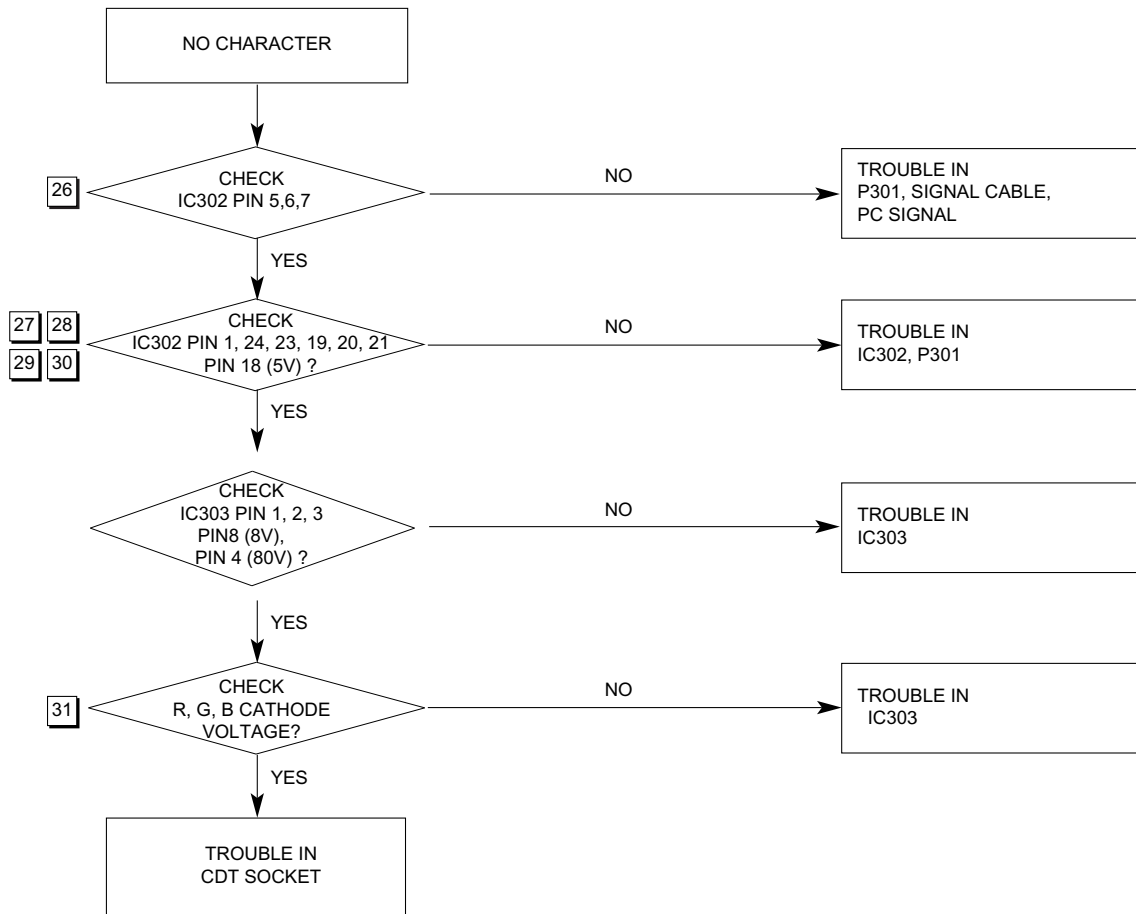 NO CHARACTER
26
CHECK
IC302 PIN 5,6,7
NO
TROUBLE IN
P301, SIGNAL CABLE,
PC SIGNAL
YES
27 28
29 30
CHECK
IC302 PIN 1, 24, 23, 19, 20, 21
PIN 18 (5V) ?
NO
TROUBLE IN
IC302, P301
YES
CHECK
IC303 PIN 1, 2, 3
PIN8 (8V),
PIN 4 (80V) ?
NO
TROUBLE IN
IC303
YES
31
CHECK
R, G, B CATHODE
VOLTAGE?
NO
TROUBLE IN
IC303
YES
TROUBLE IN
CDT SOCKET